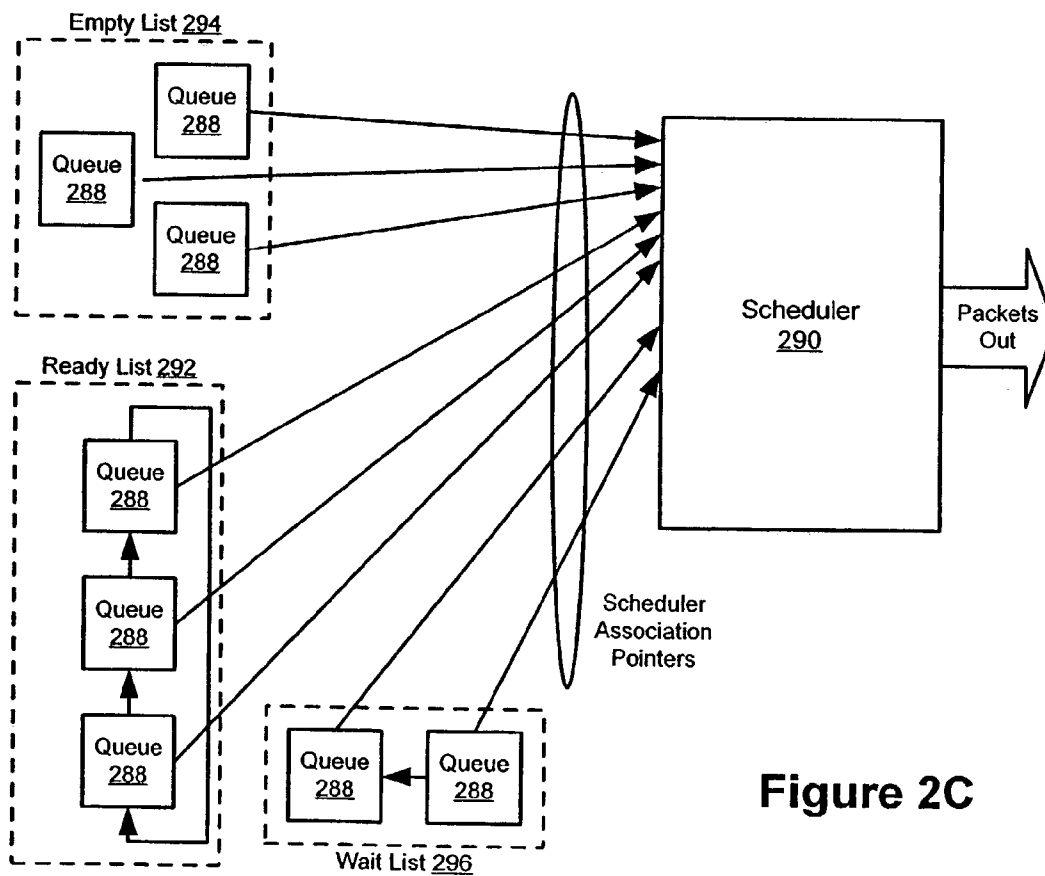 Empty List 294
Queue
288
Queue
288
Queue
288
Scheduler
290
Packets
Out
Ready List 292
Queue
288
Queue
288
Queue
288
Scheduler
Association
Pointers
Queue
288
Queue
288
Wait List 296
Figure 2C